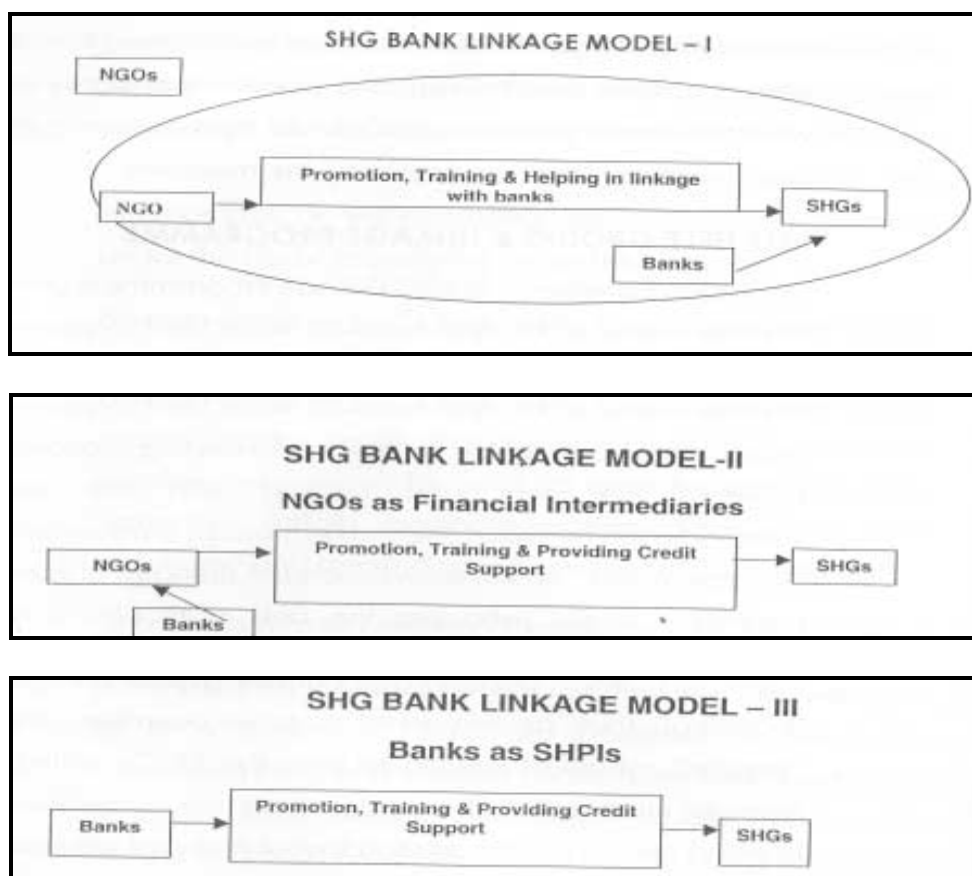 SHG BANK LINKAGE MODEL – I
NGOs
Promotion, Training & Helping in linkage
with banks
NGO
SHGs
Banks
SHG BANK LINKAGE MODEL-II
NGOs as Financial Intermediaries
Promotion, Training & Providing Credit
Support
NGOs
SHGs
Banks
SHG BANK LINKAGE MODEL – III
Banks as SHPIs
Banks
Promotion, Training & Providing Credit
Support
SHGs